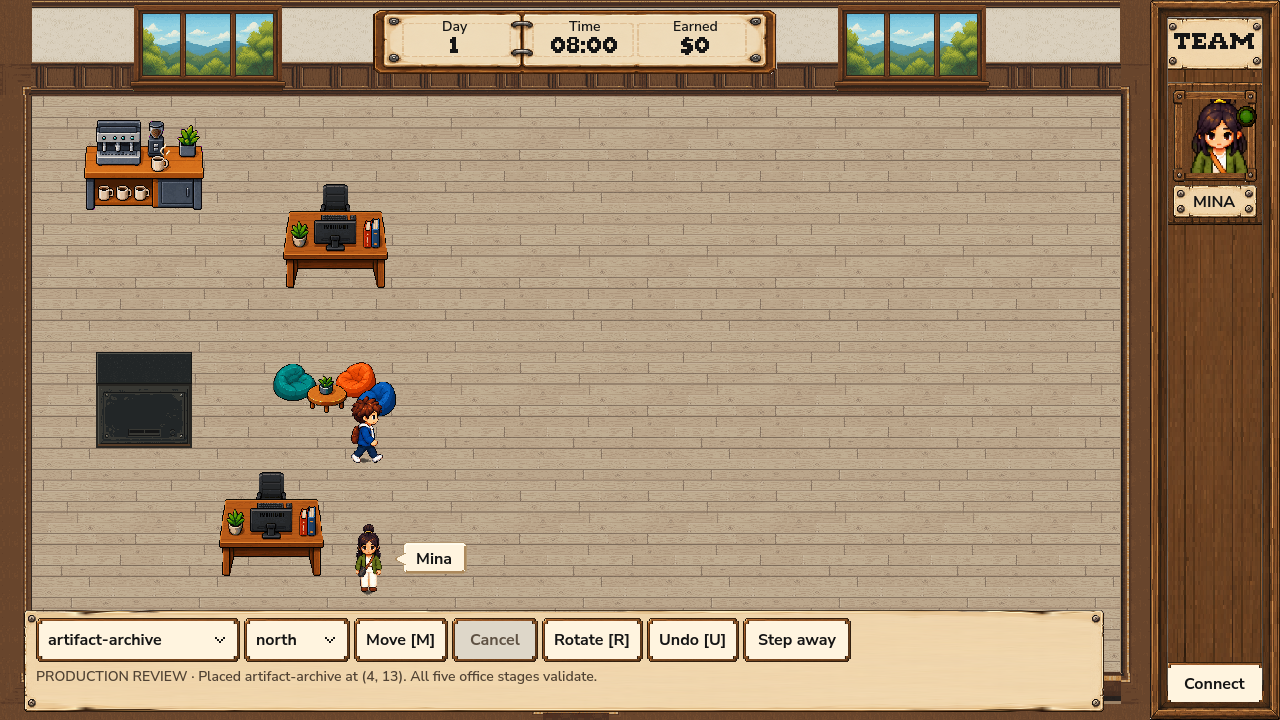 Day
1
Time
08:00
Earned
$0
TEAM
MINA
Mina
artifact-archive
north
Move [M]
Cancel
Rotate [R]
Undo [U]
Step away
PRODUCTION REVIEW · Placed artifact-archive at (4, 13). All five office stages validate.
Connect